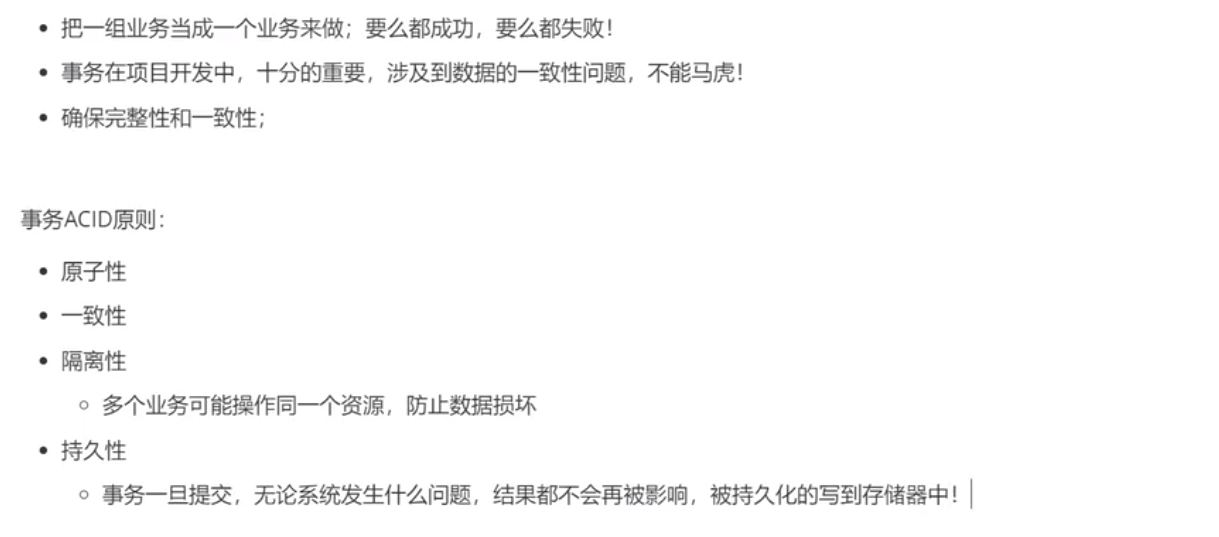 把一组业务当成一个业务来做；要么都成功，要么都失败！
事务在项目开发中，十分的重要，涉及到数据的一致性问题，不能马虎！
确保完整性和一致性；
事务ACID原则：
原子性
一致性
隔离性
多个业务可能操作同一个资源，防止数据损坏
持久性
事务一旦提交，无论系统发生什么问题，结果都不会再被影响，被持久化的写到存储器中！